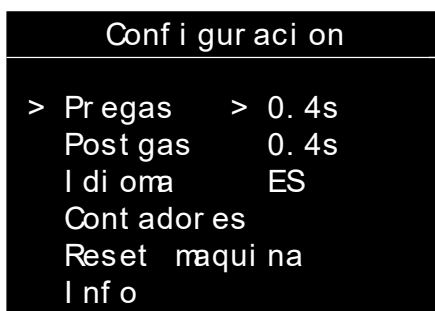 Configuracion
> Pregas > 0.4s
Postgas 0.4s
Idioma ES
Contadores
Reset maquina
Info